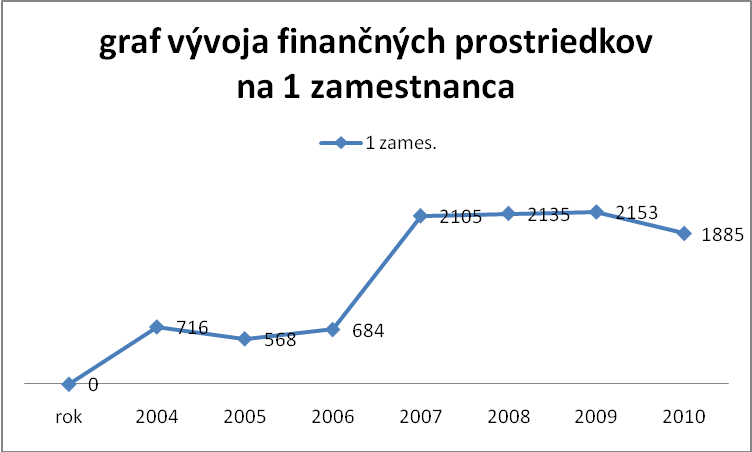 graf vývoja finančných prostriedkov
na 1 zamestnanca
1 zames.
0
716
568
684
2105
2135
2153
1885
rok 2004 2005 2006 2007 2008 2009 2010